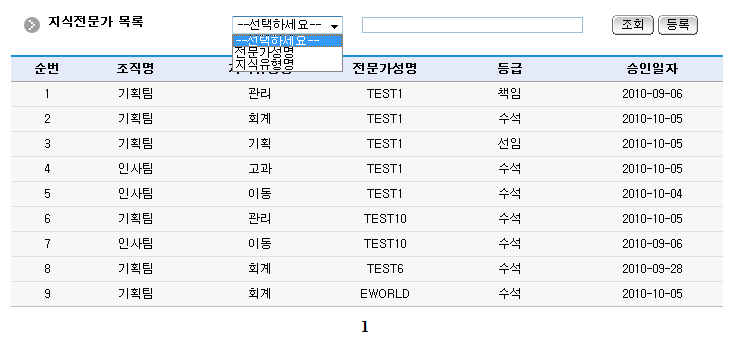 지식전문가 목록 --선택하세요-- 조회 등록
--선택하세요--
전문가성명
지식유형명
순번 조직명 전문가성명 등급 승인일자
1 기획팀 관리 TEST1 책임 2010-09-06
2 기획팀 회계 TEST1 수석 2010-10-05
3 기획팀 기획 TEST1 선임 2010-10-05
4 인사팀 고과 TEST1 수석 2010-10-05
5 인사팀 이동 TEST1 수석 2010-10-04
6 기획팀 관리 TEST10 수석 2010-10-05
7 인사팀 이동 TEST10 수석 2010-09-06
8 기획팀 회계 TEST6 수석 2010-09-28
9 기획팀 회계 EWORLD 수석 2010-10-05
1